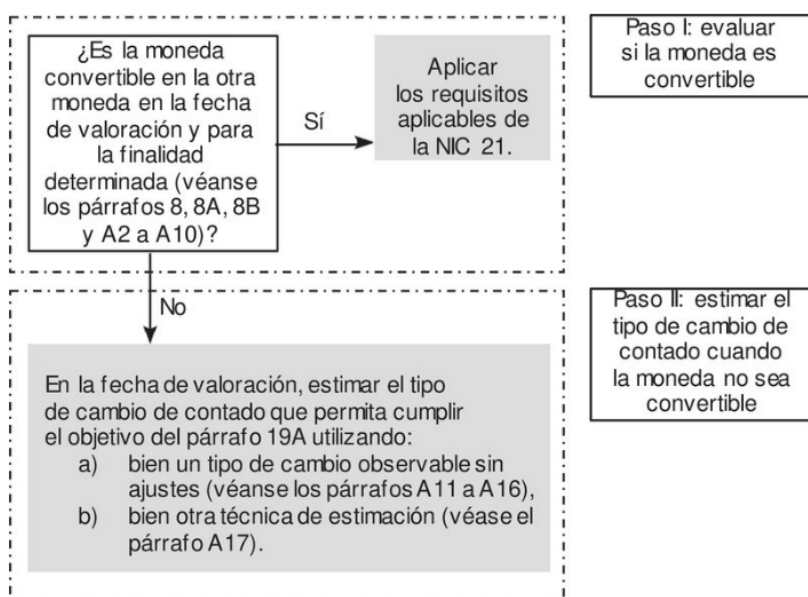 ¿Es la moneda
convertible en la otra
moneda en la fecha
de valoración y para
la finalidad
determinada (véanse
los párrafos 8, 8A, 8B
y A2 a A10)?
Sí
Aplicar
los requisitos
aplicables de
la NIC 21.
Paso I: evaluar
si la moneda es
convertible
No
Paso II: estimar el
tipo de cambio de
contado cuando
la moneda no sea
convertible
En la fecha de valoración, estimar el tipo
de cambio de contado que permita cumplir
el objetivo del párrafo 19A utilizando:
a) bien un tipo de cambio observable sin
ajustes (véanse los párrafos A11 a A16),
b) bien otra técnica de estimación (véase el
párrafo A17).